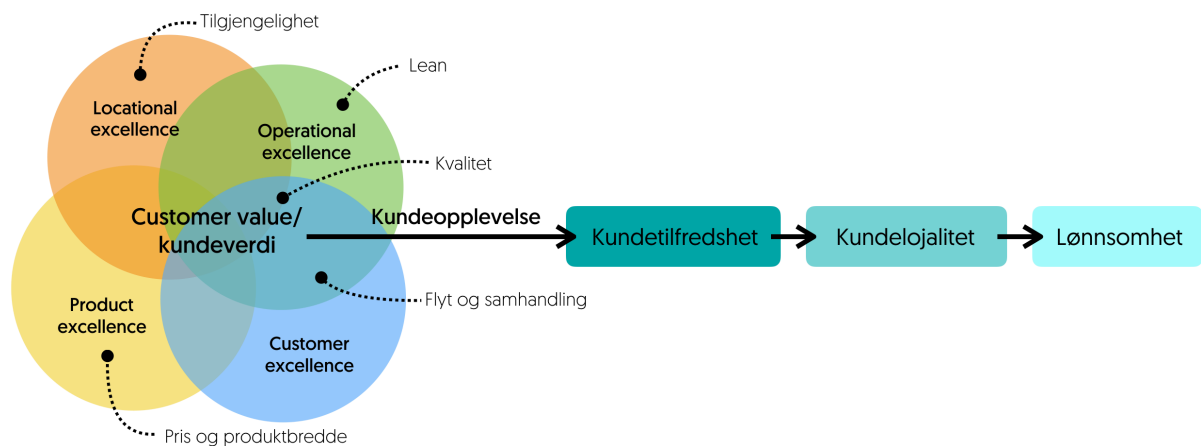 Tilgjengelighet
Lean
Locational
excellence
Operational
excellence
Kvalitet
Customer value/
kundeverdi
Kundeopplevelse
Kundetilfredshet
Kundelojalitet
Lønnsomhet
Flyt og samhandling
Product
excellence
Customer
excellence
Pris og produktbredde